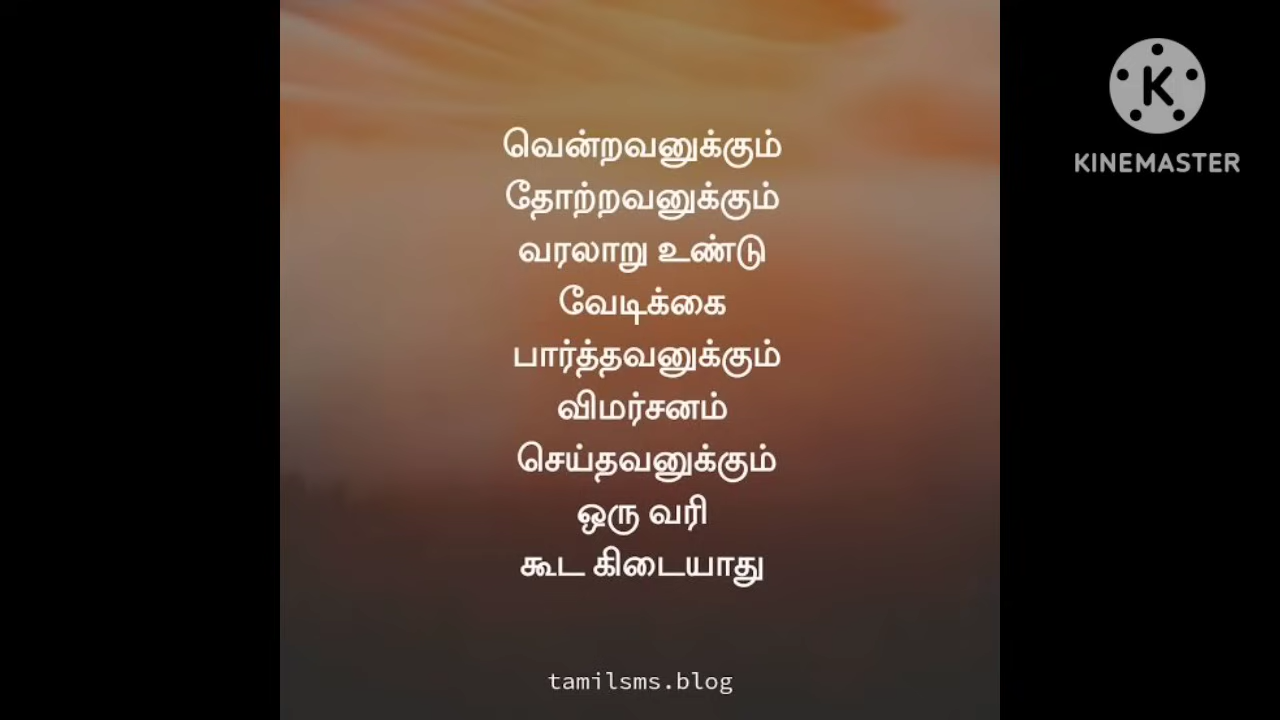 வென்றவனுக்கும்
தோற்றவனுக்கும்
வரலாறு உண்டு
வேடிக்கை
பார்த்தவனுக்கும்
விமர்சனம்
செய்தவனுக்கும்
ஒரு வரி
கூட கிடையாது
tamilsms.blog
K
KINEMASTER